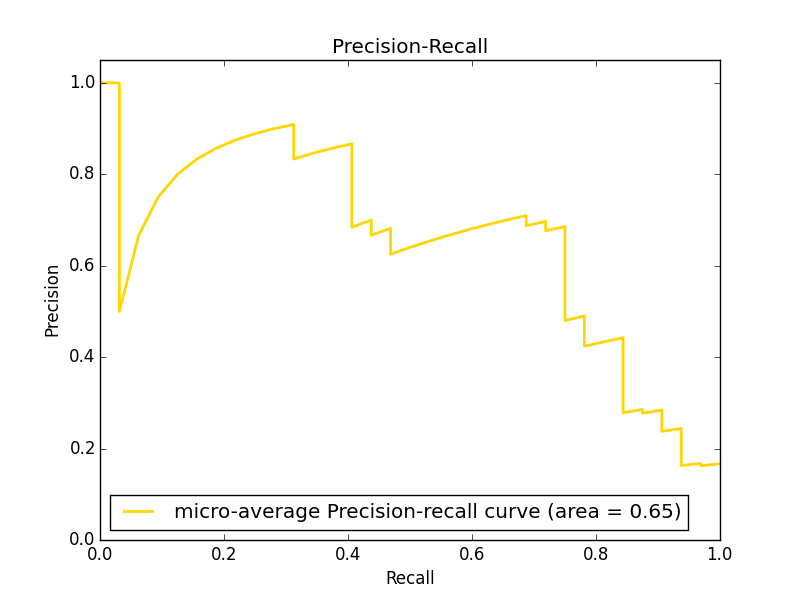 Precision-Recall
1.0
0.8
0.6
0.4
0.2
0.0
Precision
micro-average Precision-recall curve (area = 0.65)
0.0 0.2 0.4 0.6 0.8 1.0
Recall